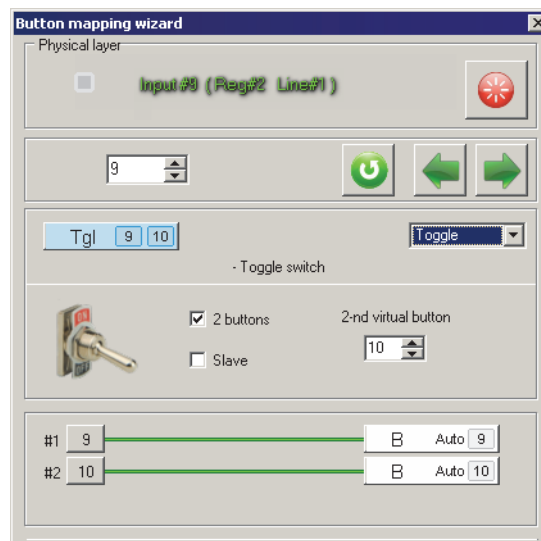 Button mapping wizard
Physical layer
Input #9 ( Reg#2 Line#1 )
9
Tgl 9 10
Toggle
- Toggle switch
ON
2 buttons
2-nd virtual button
10
Slave
#1 9 B Auto 9
#2 10 B Auto 10